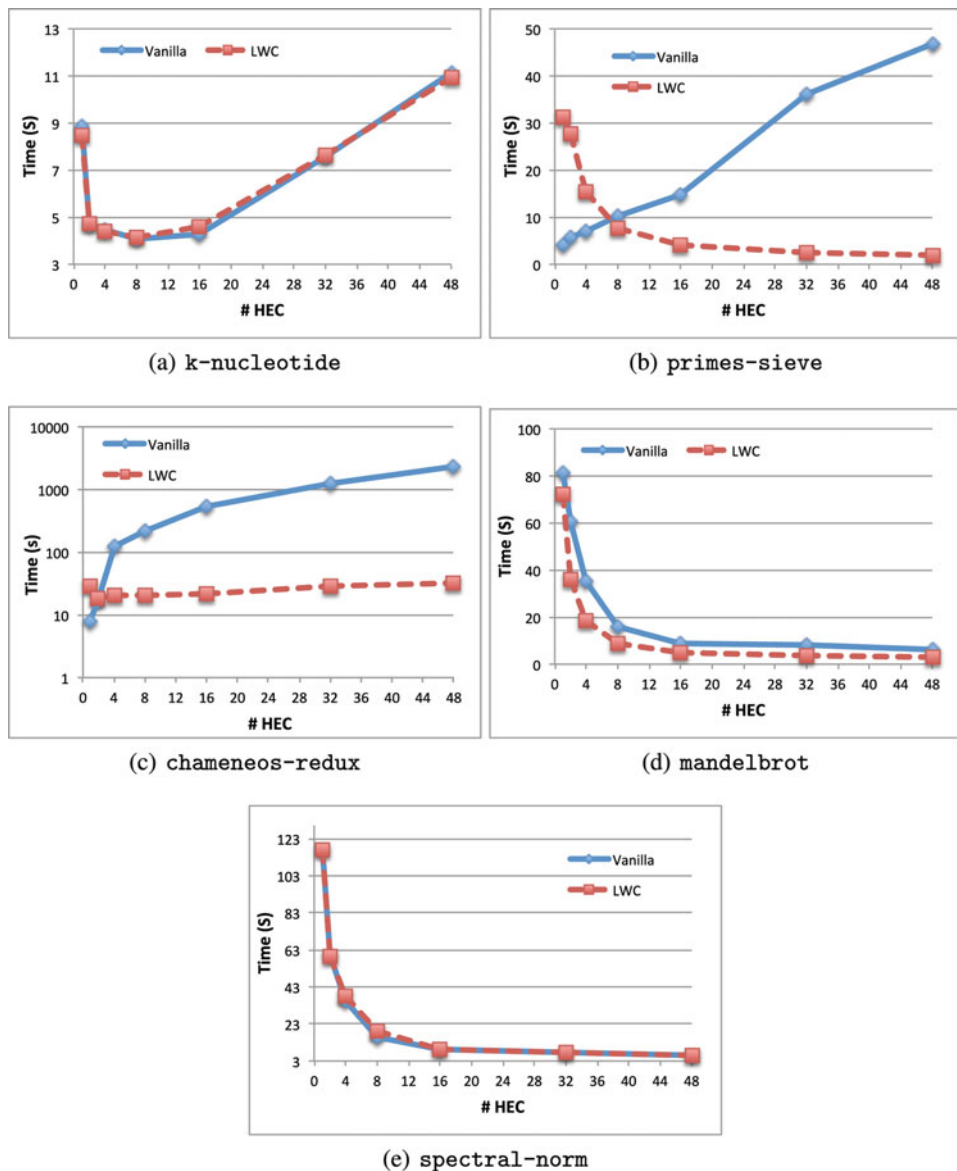 13
11
9
7
5
3
Time (S)
Vanilla
LWC
0 4 8 12 16 20 24 28 32 36 40 44 48
# HEC
(a) k-nucleotide
50
40
30
20
10
0
Time (S)
Vanilla
LWC
0 4 8 12 16 20 24 28 32 36 40 44 48
# HEC
(b) primes-sieve
10000
1000
100
10
1
Time (s)
Vanilla
LWC
0 4 8 12 16 20 24 28 32 36 40 44 48
# HEC
(c) chameneos-redux
100
80
60
40
20
0
Time (S)
Vanilla
LWC
0 4 8 12 16 20 24 28 32 36 40 44 48
# HEC
(d) mandelbrot
123
103
83
63
43
23
3
Time (S)
Vanilla
LWC
0 4 8 12 16 20 24 28 32 36 40 44 48
# HEC
(e) spectral-norm